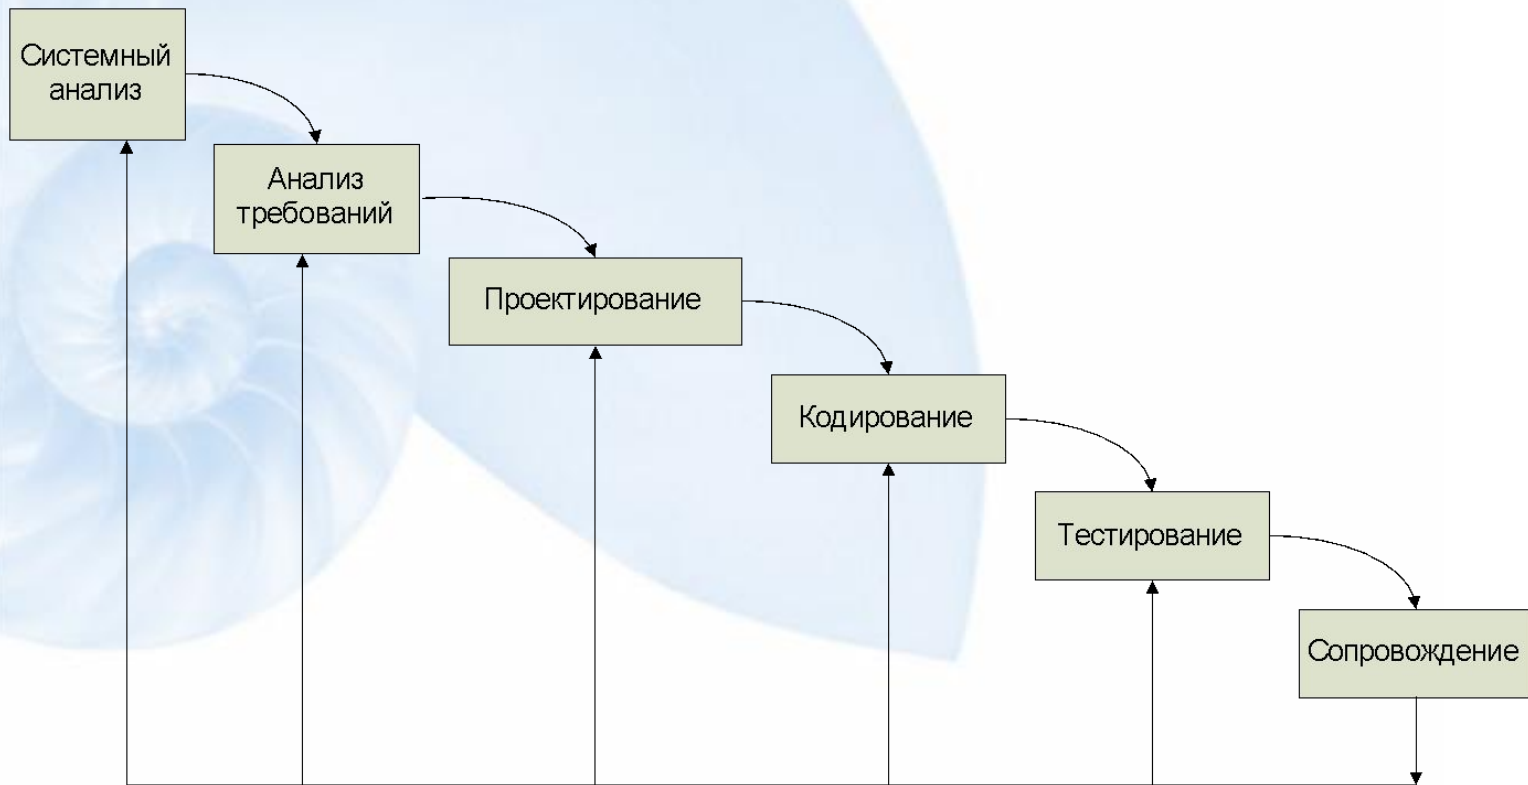 Системный
анализ
Анализ
требований
Проектирование
Кодирование
Тестирование
Сопровождение